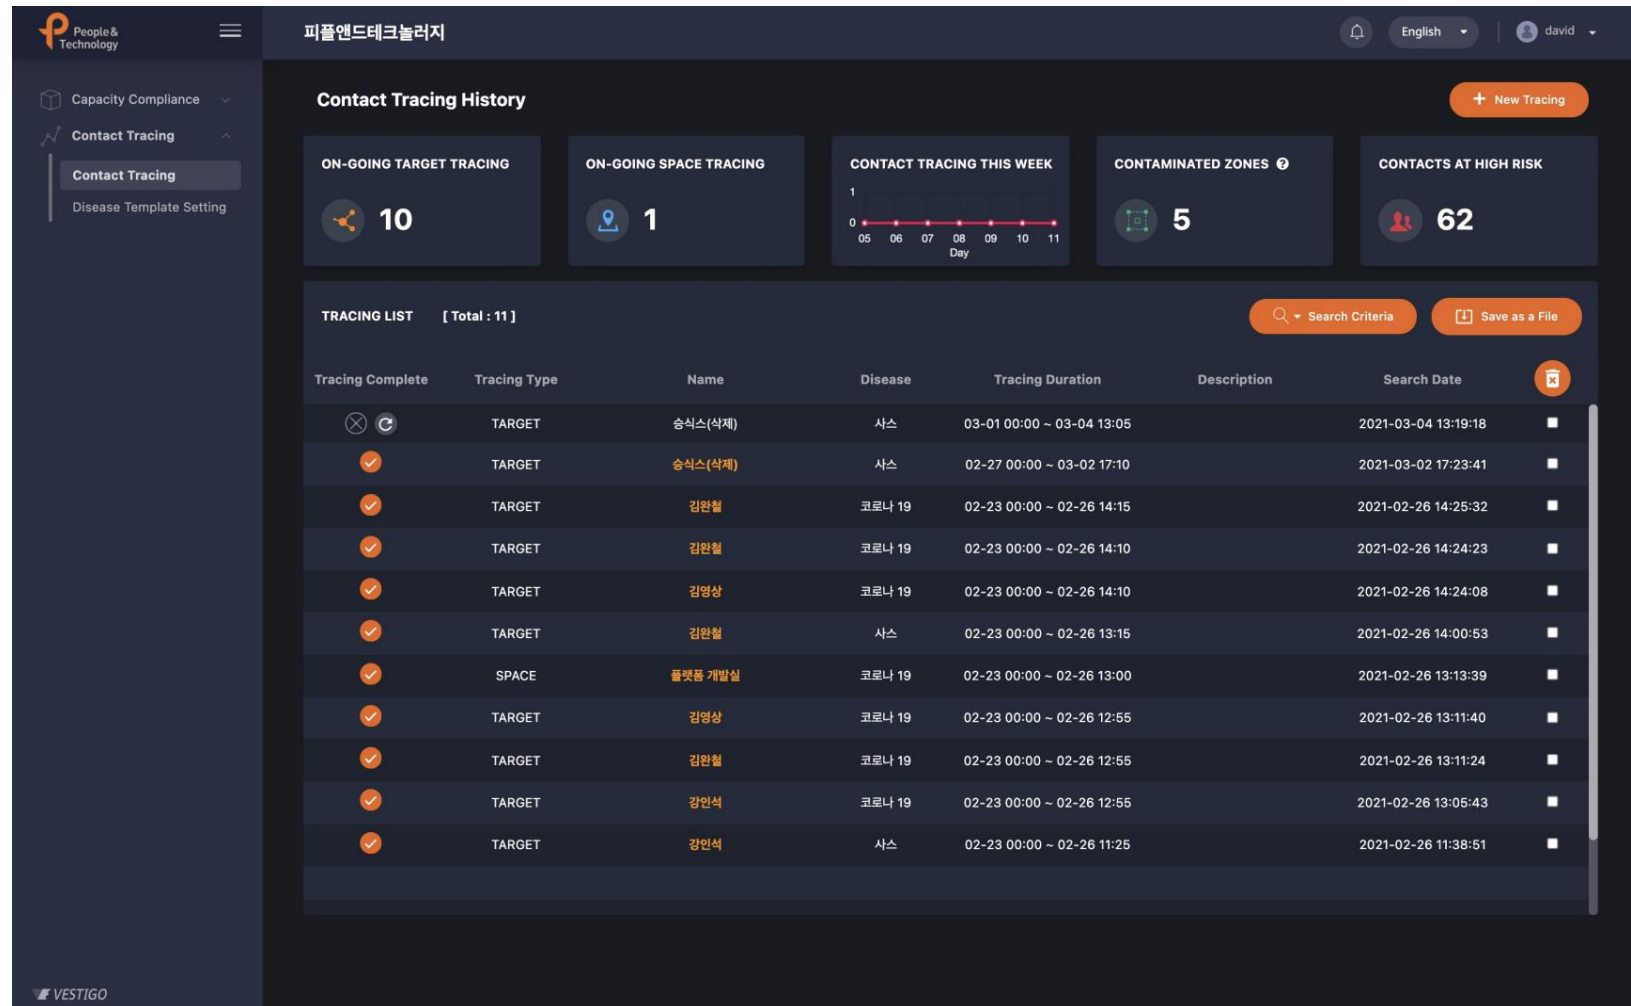 People &
Technology
피플앤드테크놀러지
English
david
Capacity Compliance
Contact Tracing
Contact Tracing
Disease Template Setting
Contact Tracing History
+ New Tracing
ON-GOING TARGET TRACING
10
ON-GOING SPACE TRACING
1
CONTACT TRACING THIS WEEK
1
0
05 06 07 08 09 10 11
Day
CONTAMINATED ZONES ?
5
CONTACTS AT HIGH RISK
62
TRACING LIST [ Total : 11 ]
Search Criteria
Save as a File
Tracing Complete Tracing Type Name Disease Tracing Duration Description Search Date
TARGET 승식스(삭제) 사스 03-01 00:00 ~ 03-04 13:05 2021-03-04 13:19:18
TARGET 승식스(삭제) 사스 02-27 00:00 ~ 03-02 17:10 2021-03-02 17:23:41
TARGET 김완철 코로나 19 02-23 00:00 ~ 02-26 14:15 2021-02-26 14:25:32
TARGET 김완철 코로나 19 02-23 00:00 ~ 02-26 14:10 2021-02-26 14:24:23
TARGET 김영상 코로나 19 02-23 00:00 ~ 02-26 14:10 2021-02-26 14:24:08
TARGET 김완철 사스 02-23 00:00 ~ 02-26 13:15 2021-02-26 14:00:53
SPACE 플랫폼 개발실 코로나 19 02-23 00:00 ~ 02-26 13:00 2021-02-26 13:13:39
TARGET 김영상 코로나 19 02-23 00:00 ~ 02-26 12:55 2021-02-26 13:11:40
TARGET 김완철 코로나 19 02-23 00:00 ~ 02-26 12:55 2021-02-26 13:11:24
TARGET 강인석 코로나 19 02-23 00:00 ~ 02-26 12:55 2021-02-26 13:05:43
TARGET 강인석 사스 02-23 00:00 ~ 02-26 11:25 2021-02-26 11:38:51
VESTIGO